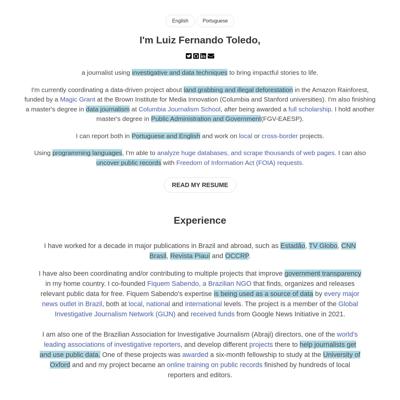 English Portuguese
I'm Luiz Fernando Toledo,
a journalist using investigative and data techniques to bring impactful stories to life.
I'm currently coordinating a data-driven project about land grabbing and illegal deforestation in the Amazon Rainforest,
funded by a Magic Grant at the Brown Institute for Media Innovation (Columbia and Stanford universities). I'm also finishing
a master's degree in data journalism at Columbia Journalism School, after being awarded a full scholarship. I hold another
master's degree in Public Administration and Government(FGV-EAESP).
I can report both in Portuguese and English and work on local or cross-border projects.
Using programming languages, I'm able to analyze huge databases, and scrape thousands of web pages. I can also
uncover public records with Freedom of Information Act (FOIA) requests.
READ MY RESUME
Experience
I have worked for a decade in major publications in Brazil and abroad, such as Estadão, TV Globo, CNN
Brasil, Revista Piauí and OCCRP.
I have also been coordinating and/or contributing to multiple projects that improve government transparency
in my home country. I co-founded Fiquem Sabendo, a Brazilian NGO that finds, organizes and releases
relevant public data for free. Fiquem Sabendo's expertise is being used as a source of data by every major
news outlet in Brazil, both at local, national and international levels. The project is a member of the Global
Investigative Journalism Network (GIJN) and received funds from Google News Initiative in 2021.
I am also one of the Brazilian Association for Investigative Journalism (Abraji) directors, one of the world's
leading associations of investigative reporters, and develop different projects there to help journalists get
and use public data. One of these projects was awarded a six-month fellowship to study at the University of
Oxford and and my project became an online training on public records finished by hundreds of local
reporters and editors.